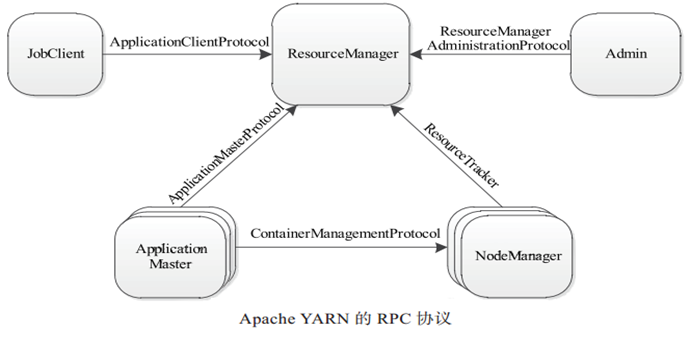 JobClient
ApplicationClientProtocol
ResourceManager
ResourceManager
AdministrationProtocol
Admin
ApplicationMasterProtocol
ResourceTracker
Application
Master
ContainerManagementProtocol
NodeManager
Apache YARN 的 RPC 协议